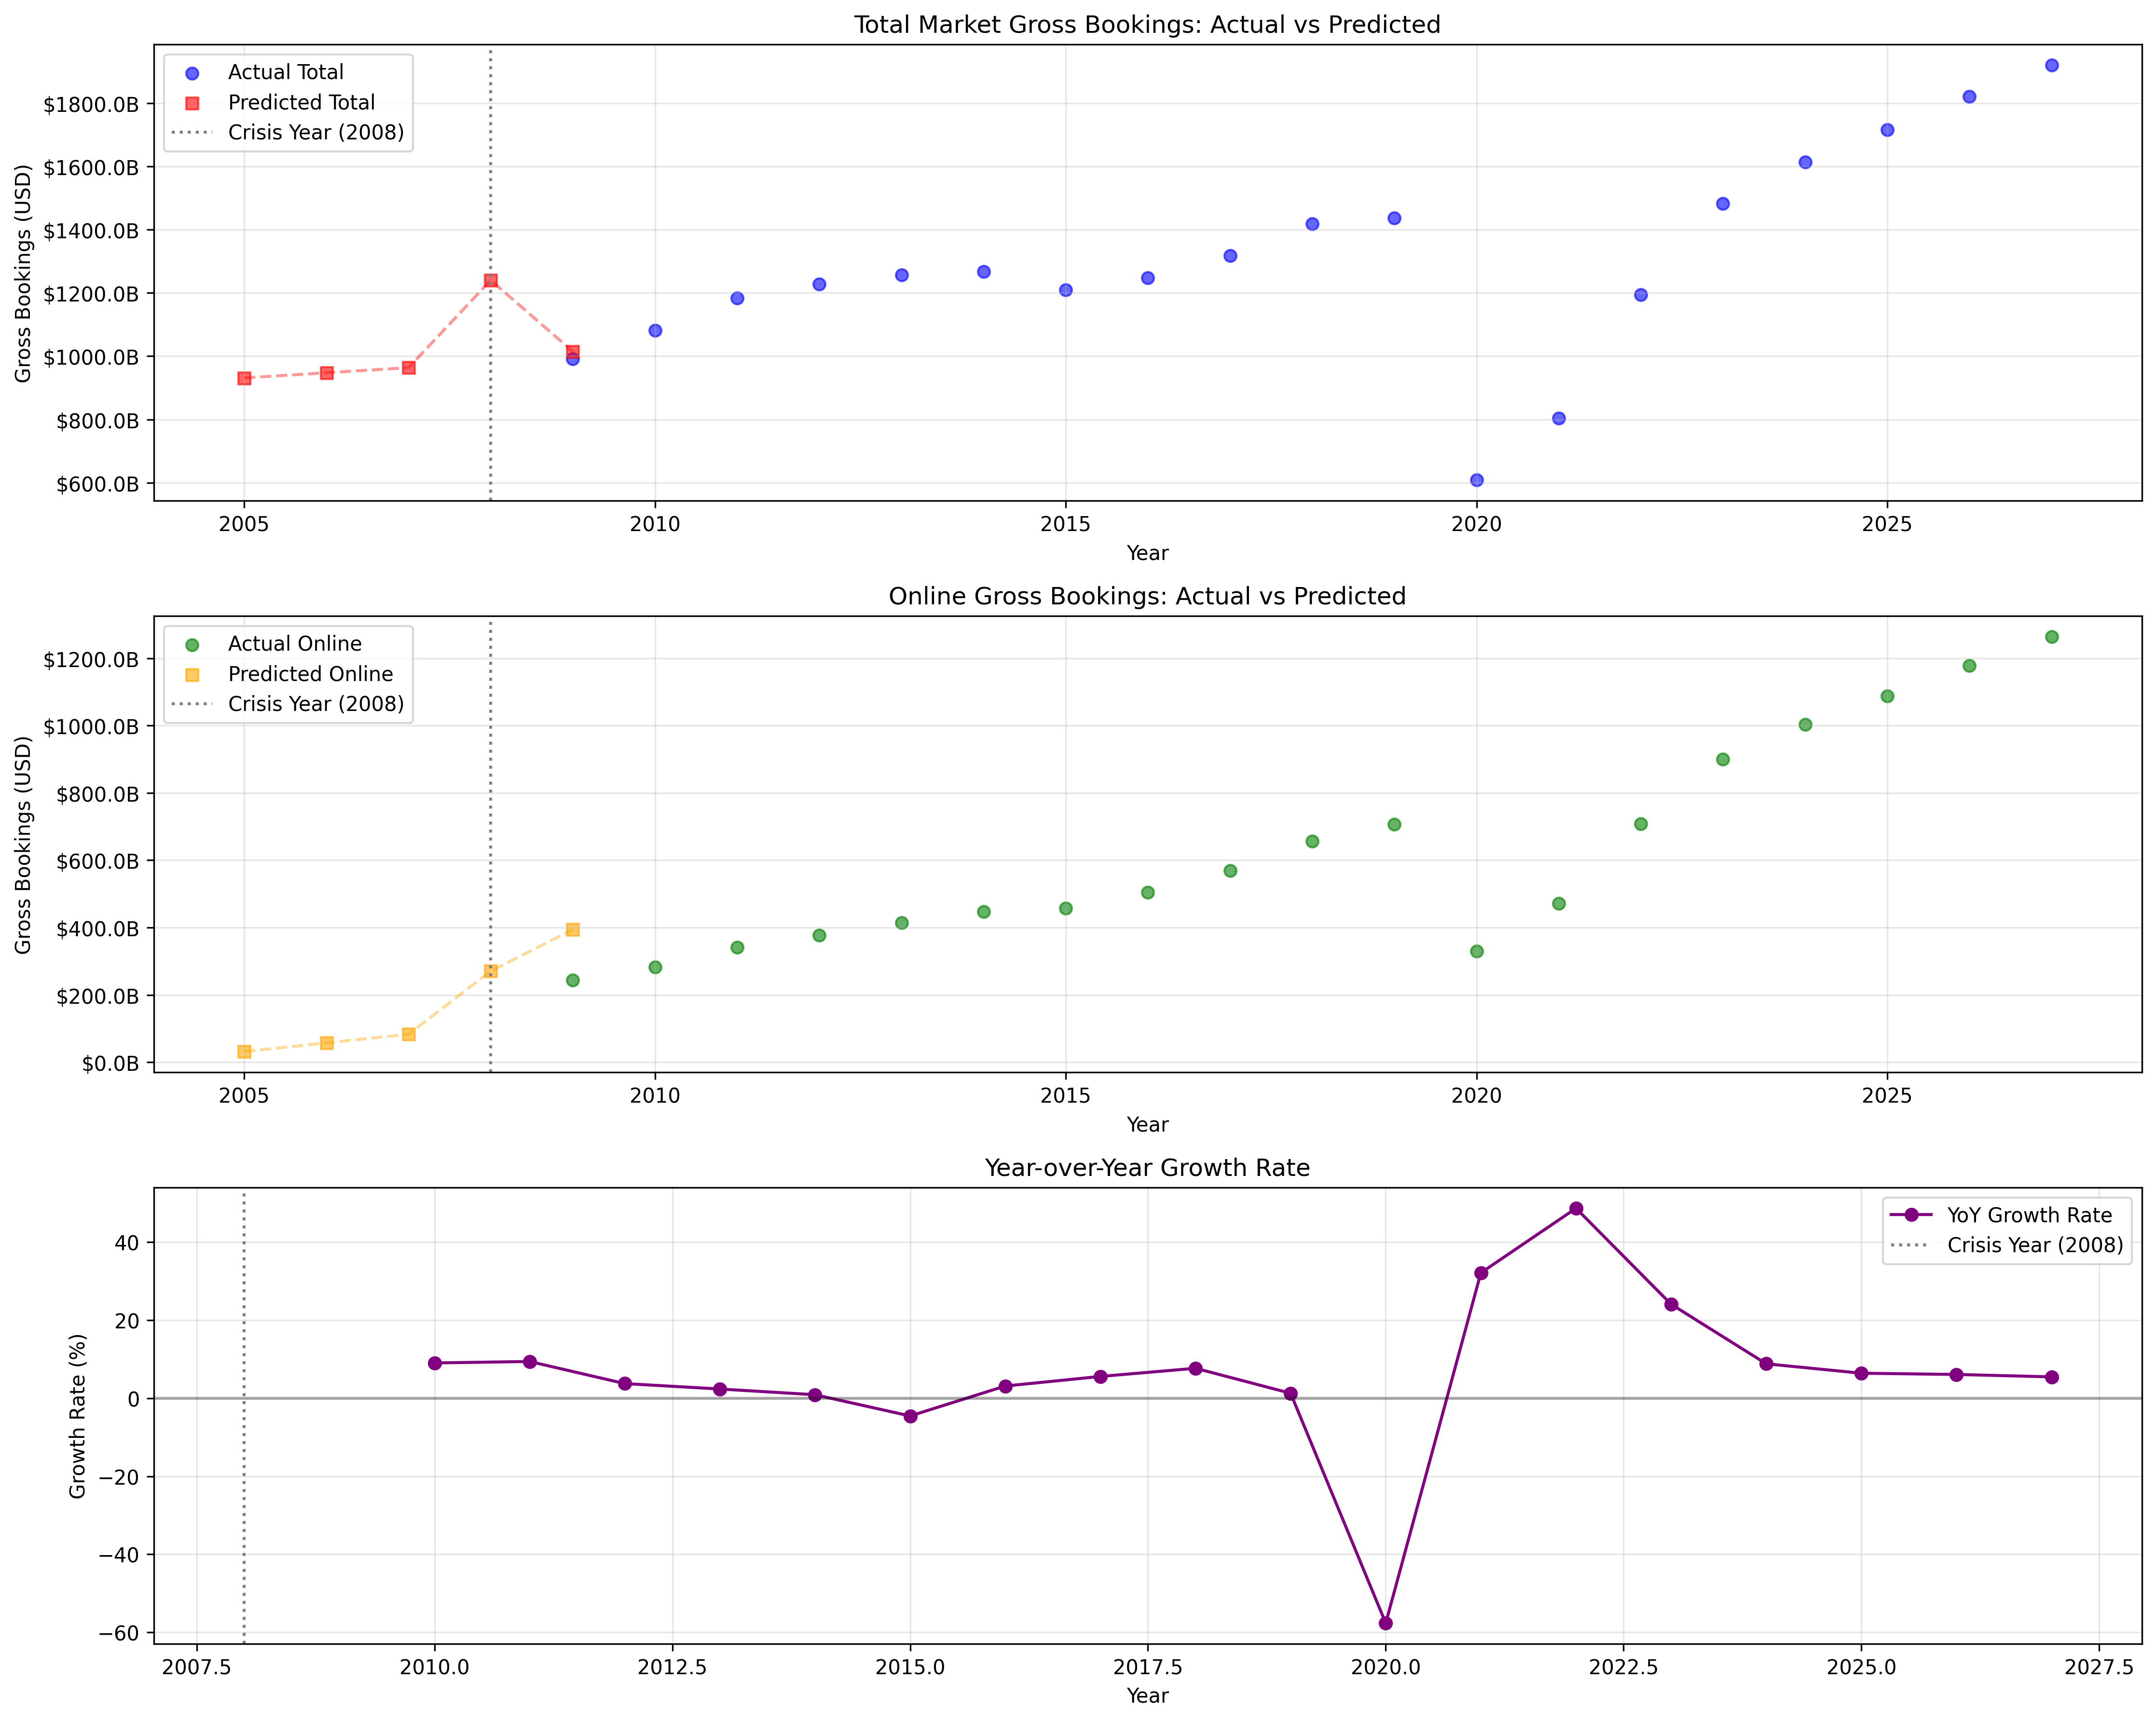 Total Market Gross Bookings: Actual vs Predicted
Actual Total
Predicted Total
Crisis Year (2008)
Gross Bookings (USD)
$1800.0B
$1600.0B
$1400.0B
$1200.0B
$1000.0B
$800.0B
$600.0B
2005 2010 2015 2020 2025
Year
Online Gross Bookings: Actual vs Predicted
Actual Online
Predicted Online
Crisis Year (2008)
Gross Bookings (USD)
$1200.0B
$1000.0B
$800.0B
$600.0B
$400.0B
$200.0B
$0.0B
2005 2010 2015 2020 2025
Year
Year-over-Year Growth Rate
YoY Growth Rate
Crisis Year (2008)
Growth Rate (%)
40
20
0
−20
−40
−60
2007.5 2010.0 2012.5 2015.0 2017.5 2020.0 2022.5 2025.0 2027.5
Year